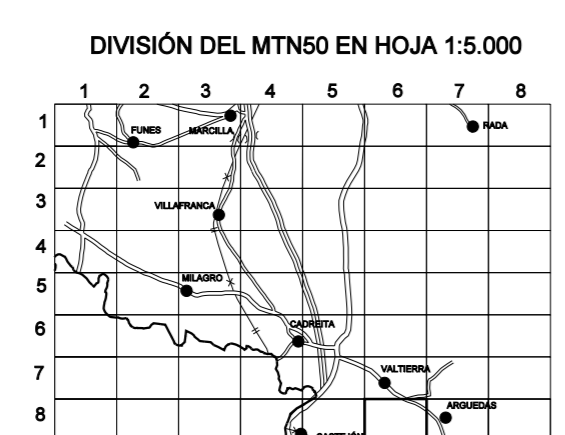 DIVISIÓN DEL MTN50 EN HOJA 1:5.000
1 2 3 4 5 6 7 8
1
FUNES
MARCILLA
RADA
2
3
VILLAFRANCA
4
5
MILAGRO
6
CADREITA
7
VALTIERRA
ARGUEDAS
8